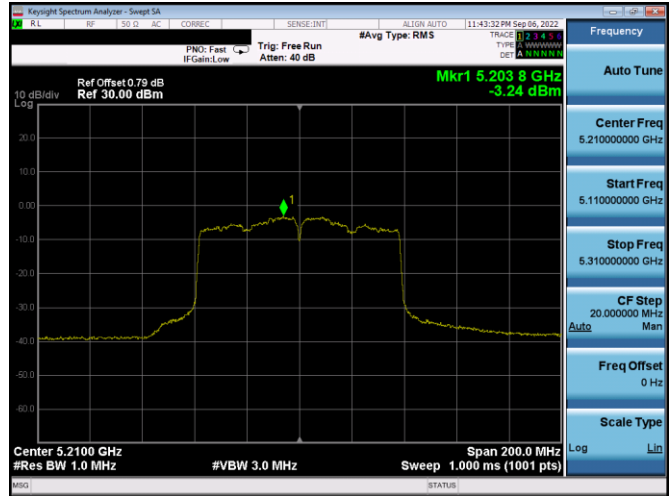 Keysight Spectrum Analyzer - Swept SA
RL RF 50 Ω AC CORREC SENSE:INT ALIGN AUTO 11:43:32 PM Sep 06, 2022
#Avg Type: RMS TRACE 1 2 3 4 5 6
TYPE A WWWWW
DET A N N N N N
PNO: Fast Trig: Free Run
IFGain:Low Atten: 40 dB
Mkr1 5.203 8 GHz
-3.24 dBm
Ref Offset 0.79 dB
10 dB/div Ref 30.00 dBm
Log
20.0
10.0
0.00
-10.0
-20.0
-30.0
-40.0
-50.0
-60.0
1
Center 5.2100 GHz Span 200.0 MHz
#Res BW 1.0 MHz #VBW 3.0 MHz Sweep 1.000 ms (1001 pts)
MSG STATUS
Frequency
Auto Tune
Center Freq
5.210000000 GHz
Start Freq
5.110000000 GHz
Stop Freq
5.310000000 GHz
CF Step
20.000000 MHz
Auto Man
Freq Offset
0 Hz
Scale Type
Log Lin